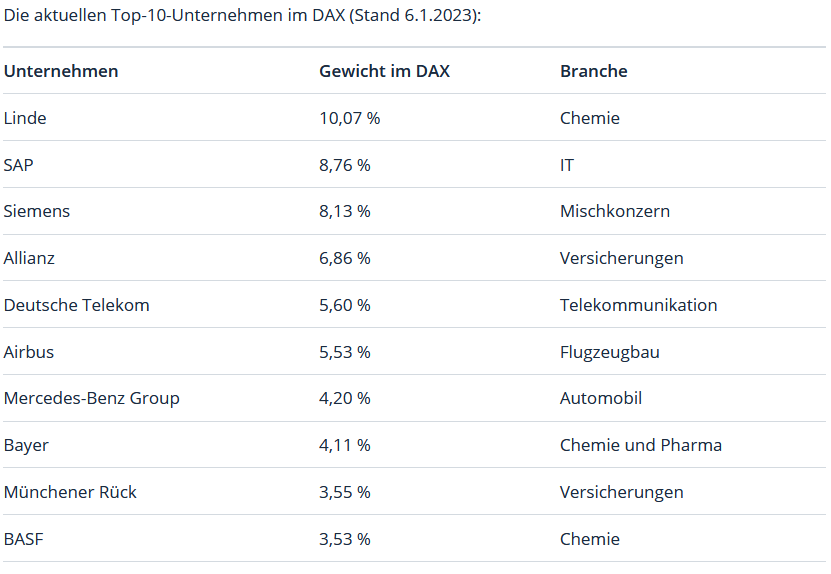 Die aktuellen Top-10-Unternehmen im DAX (Stand 6.1.2023):
Unternehmen Gewicht im DAX Branche
Linde 10,07 % Chemie
SAP 8,76 % IT
Siemens 8,13 % Mischkonzern
Allianz 6,86 % Versicherungen
Deutsche Telekom 5,60 % Telekommunikation
Airbus 5,53 % Flugzeugbau
Mercedes-Benz Group 4,20 % Automobil
Bayer 4,11 % Chemie und Pharma
Münchener Rück 3,55 % Versicherungen
BASF 3,53 % Chemie